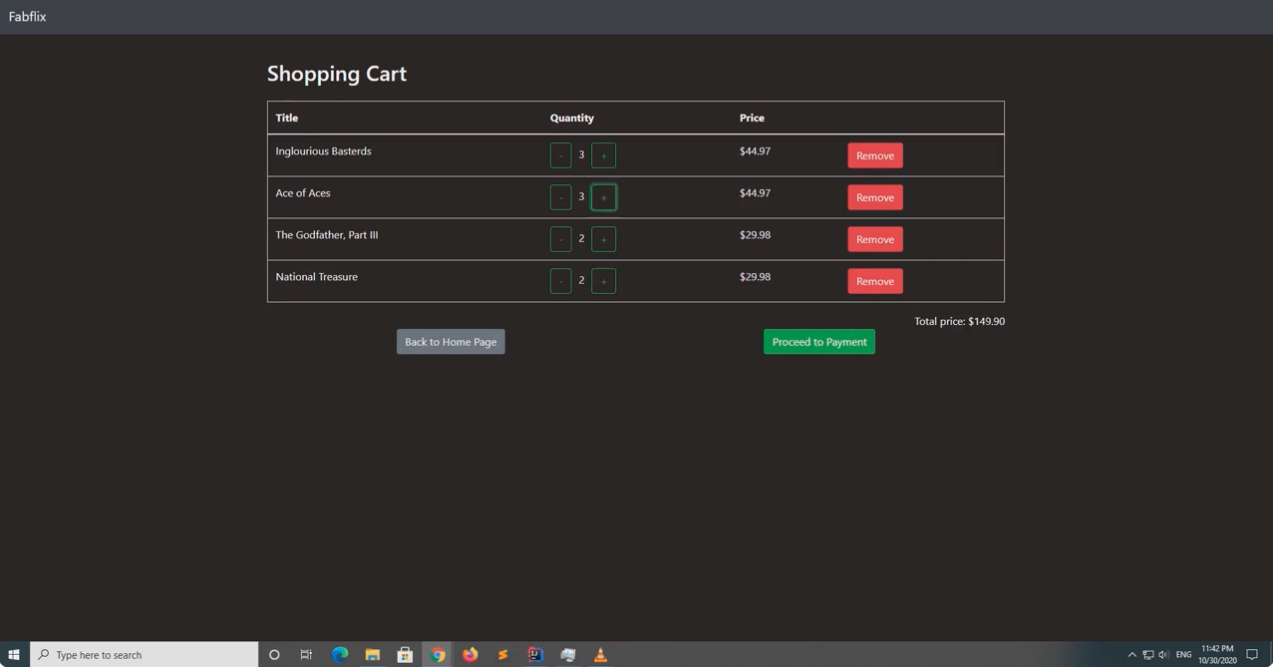 Fabflix
Shopping Cart
Title Quantity Price
Inglourious Basterds - 3 + $44.97 Remove
Ace of Aces - 3 + $44.97 Remove
The Godfather, Part III - 2 + $29.98 Remove
National Treasure - 2 + $29.98 Remove
Total price: $149.90
Back to Home Page Proceed to Payment
Type here to search ENG 11:42 PM
10/30/2020